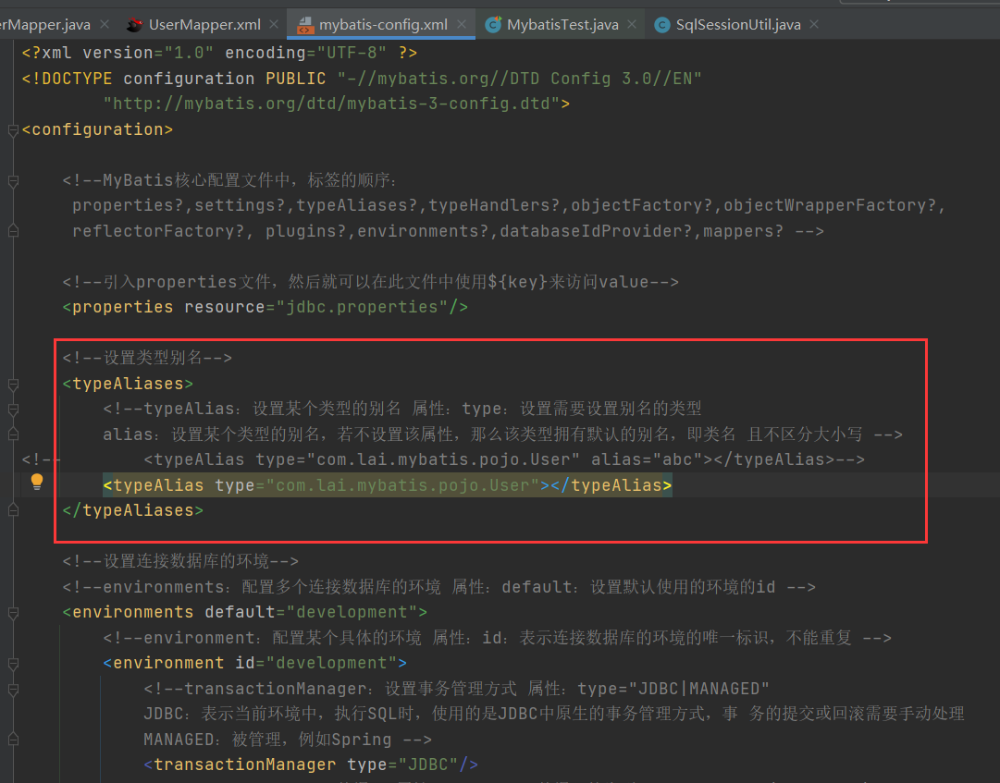 erMapper.java UserMapper.xml mybatis-config.xml MybatisTest.java SqlSessionUtil.java
<?xml version="1.0" encoding="UTF-8" ?>
<!DOCTYPE configuration PUBLIC "-//mybatis.org//DTD Config 3.0//EN"
"http://mybatis.org/dtd/mybatis-3-config.dtd">
<configuration>
<!--MyBatis核心配置文件中，标签的顺序：
properties?,settings?,typeAliases?,typeHandlers?,objectFactory?,objectWrapperFactory?,
reflectorFactory?, plugins?,environments?,databaseIdProvider?,mappers? -->
<!--引入properties文件，然后就可以在此文件中使用${key}来访问value-->
<properties resource="jdbc.properties"/>
<!--设置类型别名-->
<typeAliases>
<!--typeAlias：设置某个类型的别名 属性：type：设置需要设置别名的类型
alias：设置某个类型的别名，若不设置该属性，那么该类型拥有默认的别名，即类名 且不区分大小写 -->
<!-- <typeAlias type="com.lai.mybatis.pojo.User" alias="abc"></typeAlias>-->
<typeAlias type="com.lai.mybatis.pojo.User"></typeAlias>
</typeAliases>
<!--设置连接数据库的环境-->
<!--environments：配置多个连接数据库的环境 属性：default：设置默认使用的环境的id -->
<environments default="development">
<!--environment：配置某个具体的环境 属性：id：表示连接数据库的环境的唯一标识，不能重复 -->
<environment id="development">
<!--transactionManager：设置事务管理方式 属性：type="JDBC|MANAGED"
JDBC：表示当前环境中，执行SQL时，使用的是JDBC中原生的事务管理方式，事 务的提交或回滚需要手动处理
MANAGED：被管理，例如Spring -->
<transactionManager type="JDBC"/>